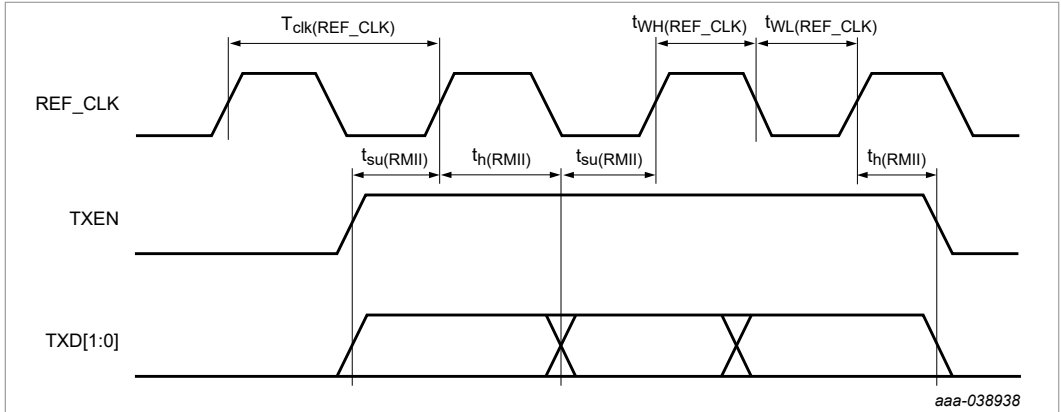 Tclk(REF_CLK)
tWH(REF_CLK)
tWL(REF_CLK)
REF_CLK
tsu(RMII)
th(RMII)
tsu(RMII)
th(RMII)
TXEN
TXD[1:0]
aaa-038938